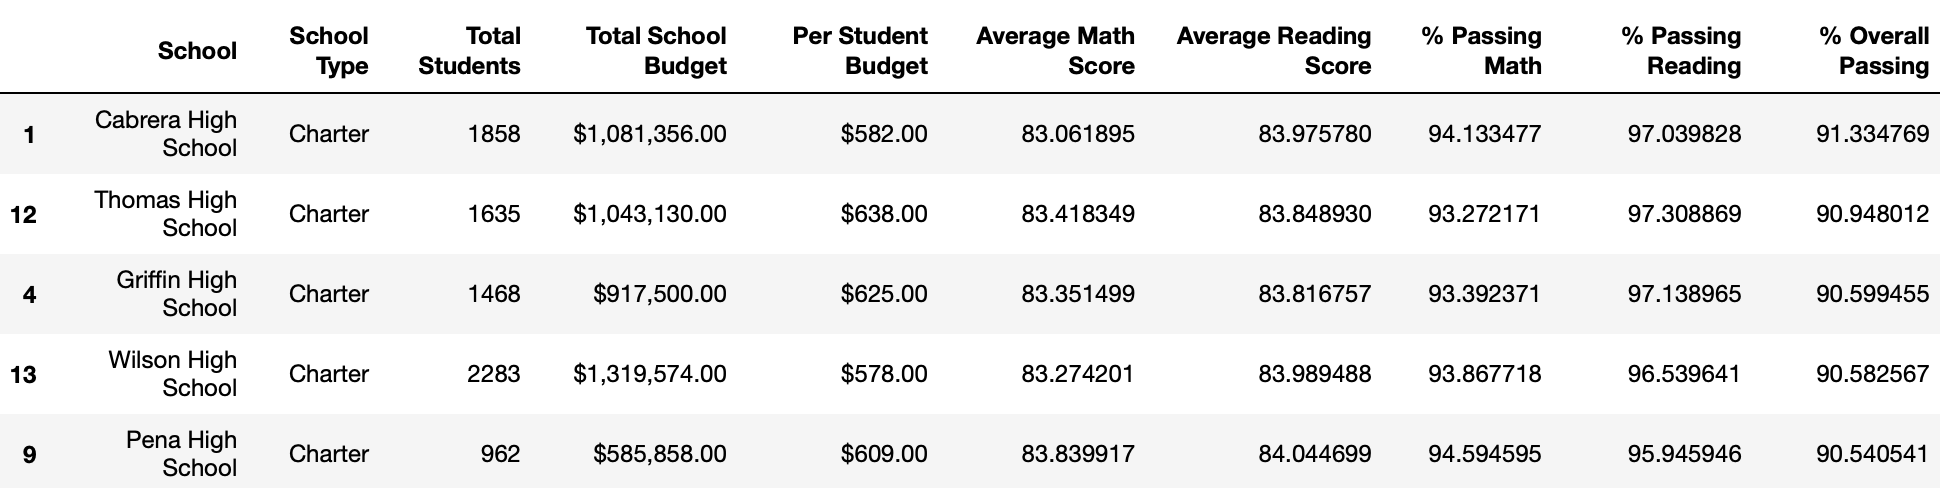 School School Type Total Students Total School Budget Per Student Budget Average Math Score Average Reading Score % Passing Math % Passing Reading % Overall Passing
1 Cabrera High School Charter 1858 $1,081,356.00 $582.00 83.061895 83.975780 94.133477 97.039828 91.334769
12 Thomas High School Charter 1635 $1,043,130.00 $638.00 83.418349 83.848930 93.272171 97.308869 90.948012
4 Griffin High School Charter 1468 $917,500.00 $625.00 83.351499 83.816757 93.392371 97.138965 90.599455
13 Wilson High School Charter 2283 $1,319,574.00 $578.00 83.274201 83.989488 93.867718 96.539641 90.582567
9 Pena High School Charter 962 $585,858.00 $609.00 83.839917 84.044699 94.594595 95.945946 90.540541